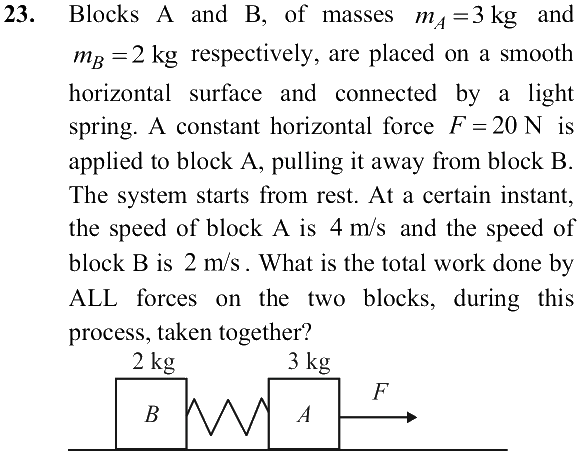 23. Blocks A and B, of masses m_A = 3 kg and
m_B = 2 kg respectively, are placed on a smooth
horizontal surface and connected by a light
spring. A constant horizontal force F = 20 N is
applied to block A, pulling it away from block B.
The system starts from rest. At a certain instant,
the speed of block A is 4 m/s and the speed of
block B is 2 m/s. What is the total work done by
ALL forces on the two blocks, during this
process, taken together?
2 kg 3 kg
F
B A